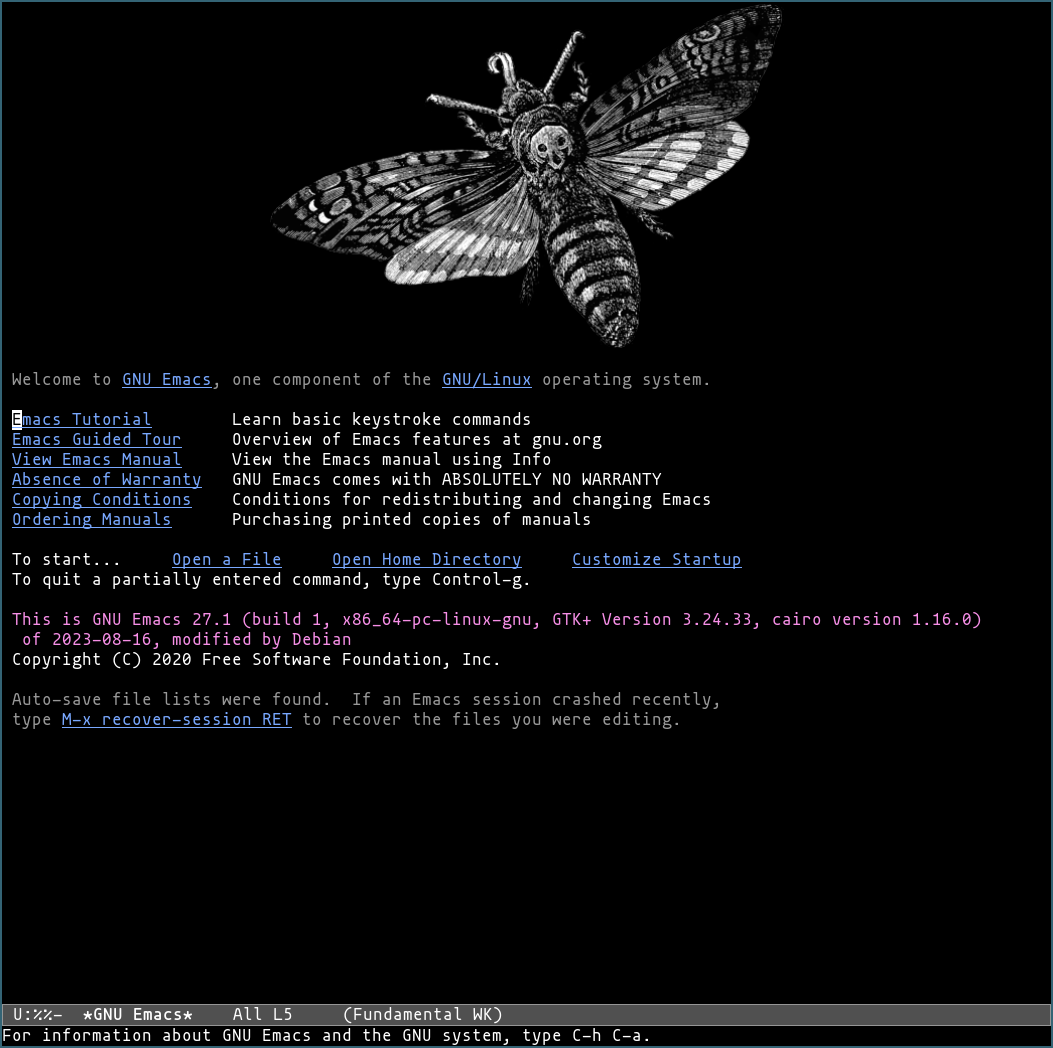 Welcome to GNU Emacs, one component of the GNU/Linux operating system.
Emacs Tutorial Learn basic keystroke commands
Emacs Guided Tour Overview of Emacs features at gnu.org
View Emacs Manual View the Emacs manual using Info
Absence of Warranty GNU Emacs comes with ABSOLUTELY NO WARRANTY
Copying Conditions Conditions for redistributing and changing Emacs
Ordering Manuals Purchasing printed copies of manuals
To start... Open a File Open Home Directory Customize Startup
To quit a partially entered command, type Control-g.
This is GNU Emacs 27.1 (build 1, x86_64-pc-linux-gnu, GTK+ Version 3.24.33, cairo version 1.16.0)
of 2023-08-16, modified by Debian
Copyright (C) 2020 Free Software Foundation, Inc.
Auto-save file lists were found.  If an Emacs session crashed recently,
type M-x recover-session RET to recover the files you were editing.
U:%%- *GNU Emacs* All L5 (Fundamental WK)
For information about GNU Emacs and the GNU system, type C-h C-a.